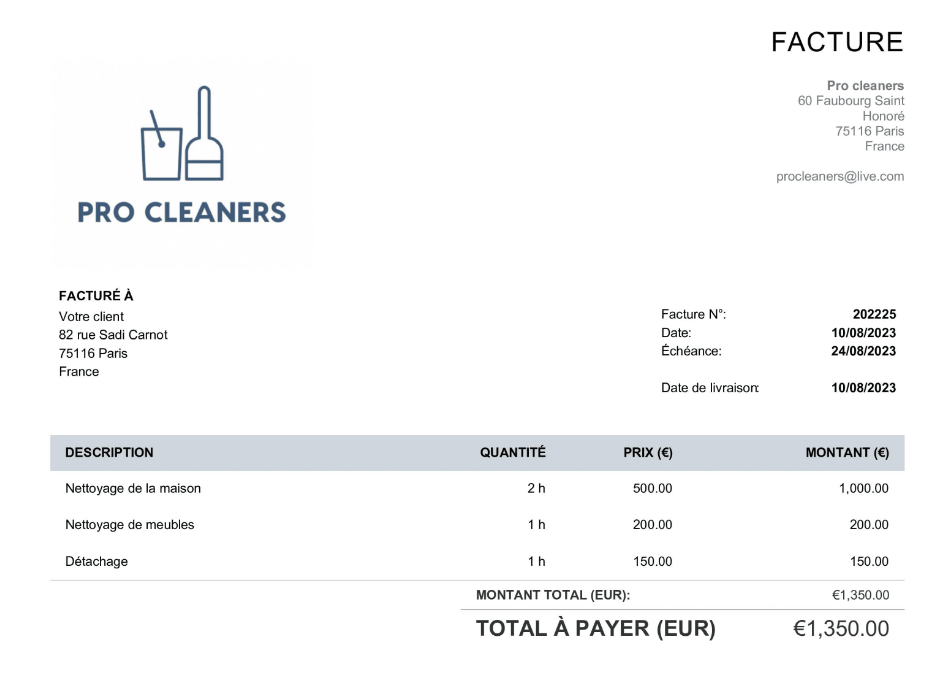 FACTURE
Pro cleaners
60 Faubourg Saint
Honoré
75116 Paris
France
procleaners@live.com
PRO CLEANERS
FACTURÉ À
Votre client
82 rue Sadi Carnot
75116 Paris
France
Facture N°: 202225
Date: 10/08/2023
Échéance: 24/08/2023
Date de livraison: 10/08/2023
DESCRIPTION QUANTITÉ PRIX (€) MONTANT (€)
Nettoyage de la maison 2 h 500.00 1,000.00
Nettoyage de meubles 1 h 200.00 200.00
Détachage 1 h 150.00 150.00
MONTANT TOTAL (EUR): €1,350.00
TOTAL À PAYER (EUR) €1,350.00